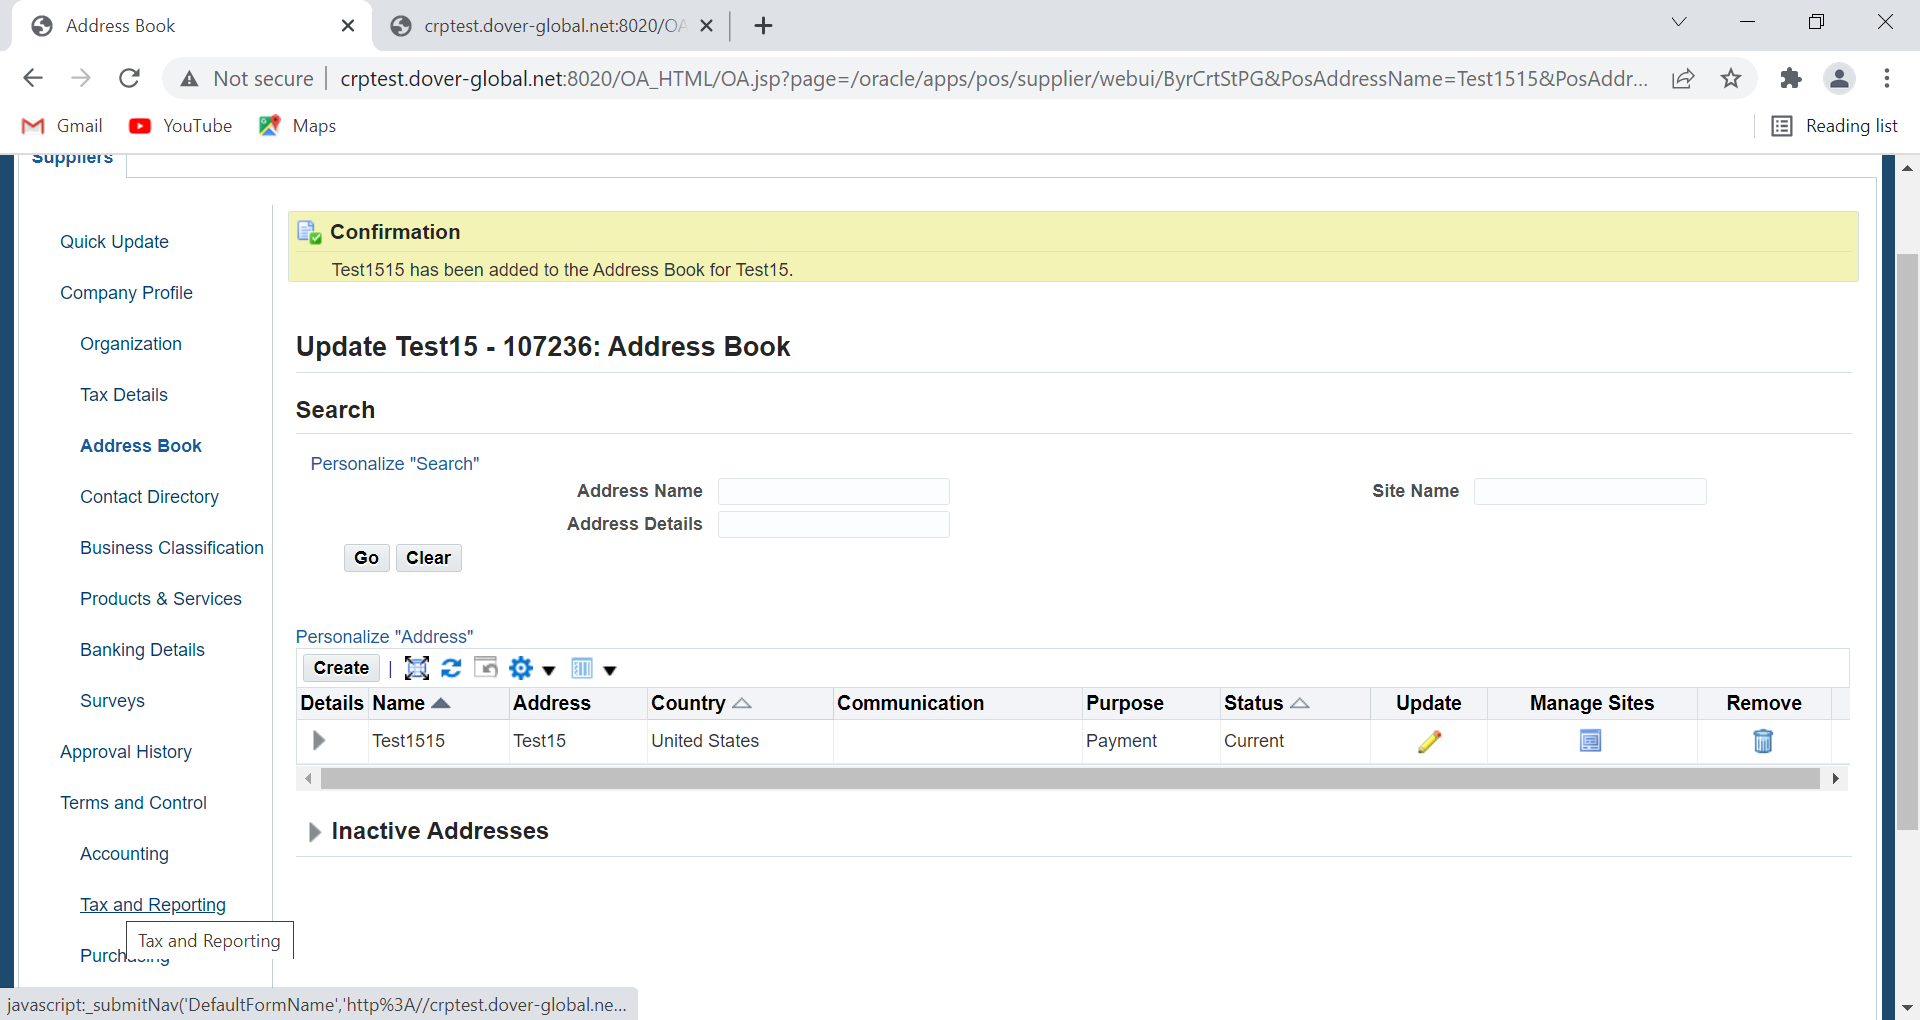 Address Book
crptest.dover-global.net:8020/OA
Not secure crptest.dover-global.net:8020/OA_HTML/OA.jsp?page=/oracle/apps/pos/supplier/webui/ByrCrtStPG&PosAddressName=Test1515&PosAddr...
Gmail YouTube Maps Reading list
Suppliers
Quick Update
Company Profile
Organization
Tax Details
Address Book
Contact Directory
Business Classification
Products & Services
Banking Details
Surveys
Approval History
Terms and Control
Accounting
Tax and Reporting
Tax and Reporting
Purchasing
Confirmation
Test1515 has been added to the Address Book for Test15.
Update Test15 - 107236: Address Book
Search
Personalize "Search"
Address Name Site Name
Address Details
Go Clear
Personalize "Address"
Create |
Details Name Address Country Communication Purpose Status Update Manage Sites Remove
Test1515 Test15 United States Payment Current
Inactive Addresses
javascript:_submitNav('DefaultFormName','http%3A//crptest.dover-global.ne...